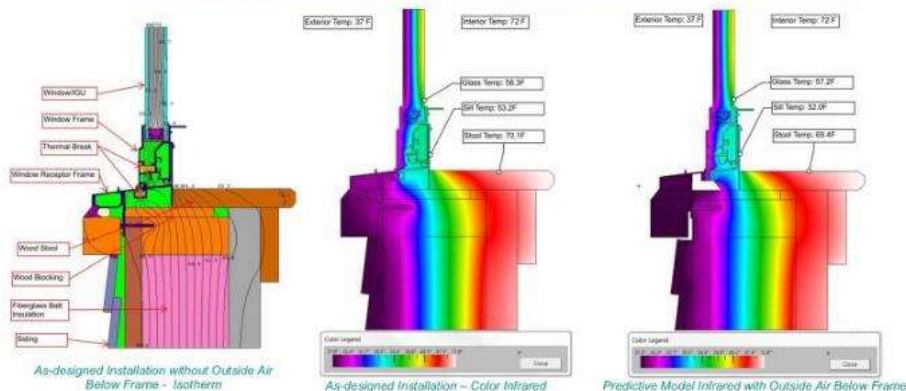 Window/IGU
Window Frame
Thermal Break
Window Receptor Frame
Wood Stool
Wood Blocking
Fiberglass Batt
Insulation
Siding
As-designed Installation without Outside Air
Below Frame - Isotherm
Exterior Temp: 37 F
Interior Temp: 72 F
Glass Temp: 58.3F
Sill Temp: 53.2F
Stool Temp: 70.1F
Color Legend
Close
As-designed Installation – Color Infrared
Exterior Temp: 37 F
Interior Temp: 72 F
Glass Temp: 57.2F
Sill Temp: 52.0F
Stool Temp: 69.4F
Color Legend
Close
Predictive Model Infrared with Outside Air Below Frame